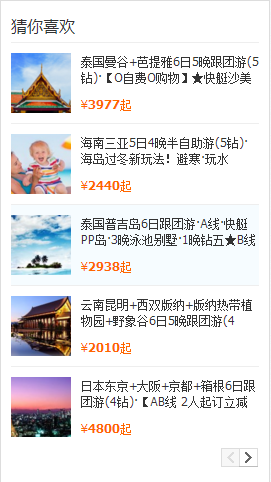 猜你喜欢
泰国曼谷+芭提雅6日5晚跟团游(5
钻)·【0自费0购物】★快艇沙美
¥3977起
海南三亚5日4晚半自助游(5钻)·
海岛过冬新玩法！避寒·玩水
¥2440起
泰国普吉岛6日跟团游·A线·快艇
PP岛·3晚泳池别墅·1晚钻五★B线
¥2938起
云南昆明+西双版纳+版纳热带植
物园+野象谷6日5晚跟团游(4
¥2010起
日本东京+大阪+京都+箱根6日跟
团游(4钻)·【AB线 2人起订立减
¥4800起